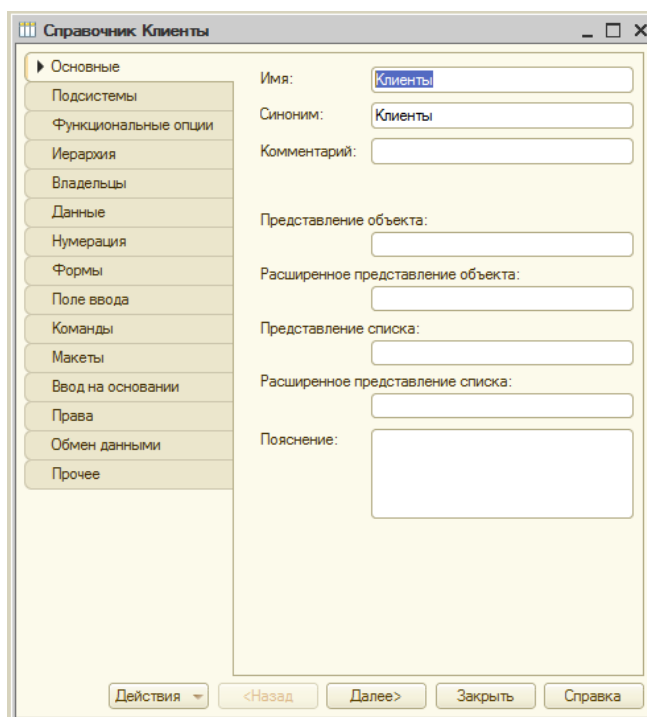 Справочник Клиенты
Основные
Подсистемы
Функциональные опции
Иерархия
Владельцы
Данные
Нумерация
Формы
Поле ввода
Команды
Макеты
Ввод на основании
Права
Обмен данными
Прочее
Имя: Клиенты
Синоним: Клиенты
Комментарий:
Представление объекта:
Расширенное представление объекта:
Представление списка:
Расширенное представление списка:
Пояснение:
Действия <Назад Далее> Закрыть Справка